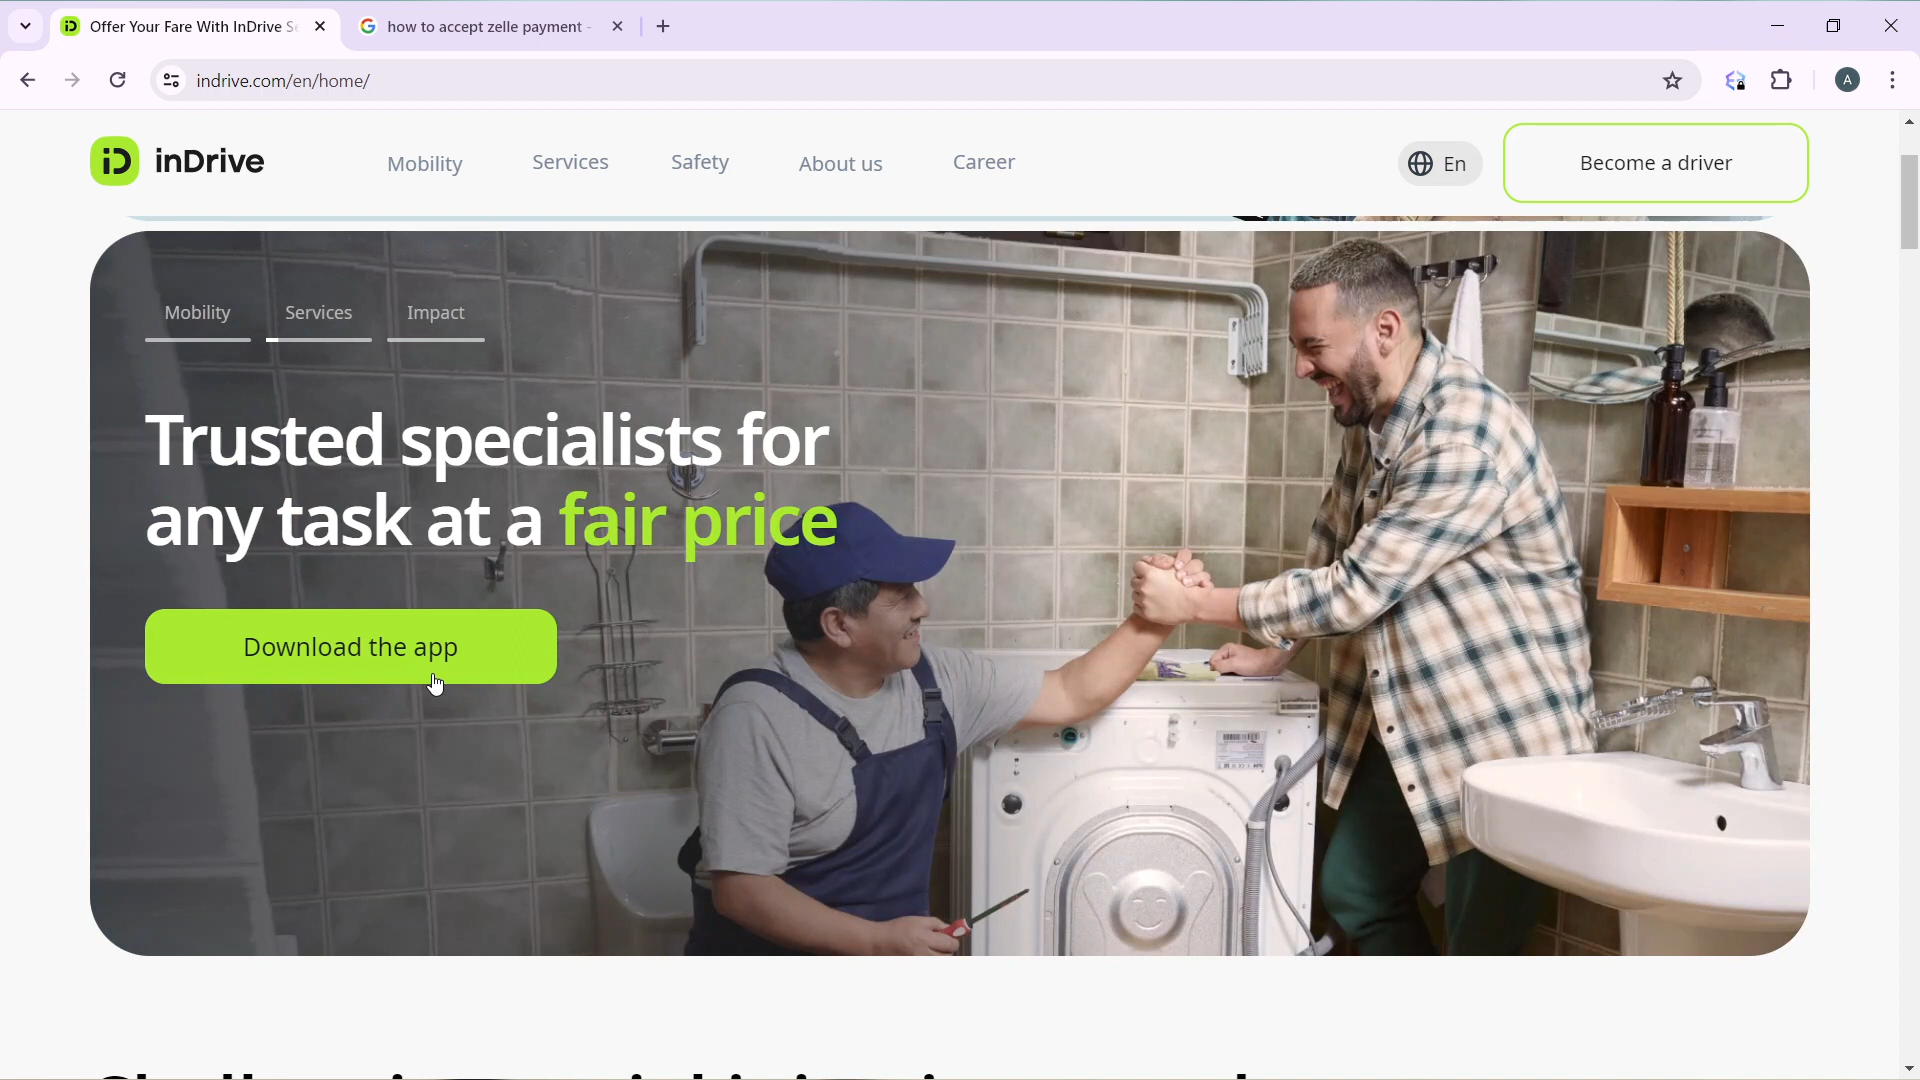 Offer Your Fare With InDrive Se
how to accept zelle payment -
indrive.com/en/home/
A
iD inDrive
Mobility
Services
Safety
About us
Career
En
Become a driver
Mobility
Services
Impact
Trusted specialists for
any task at a fair price
Download the app